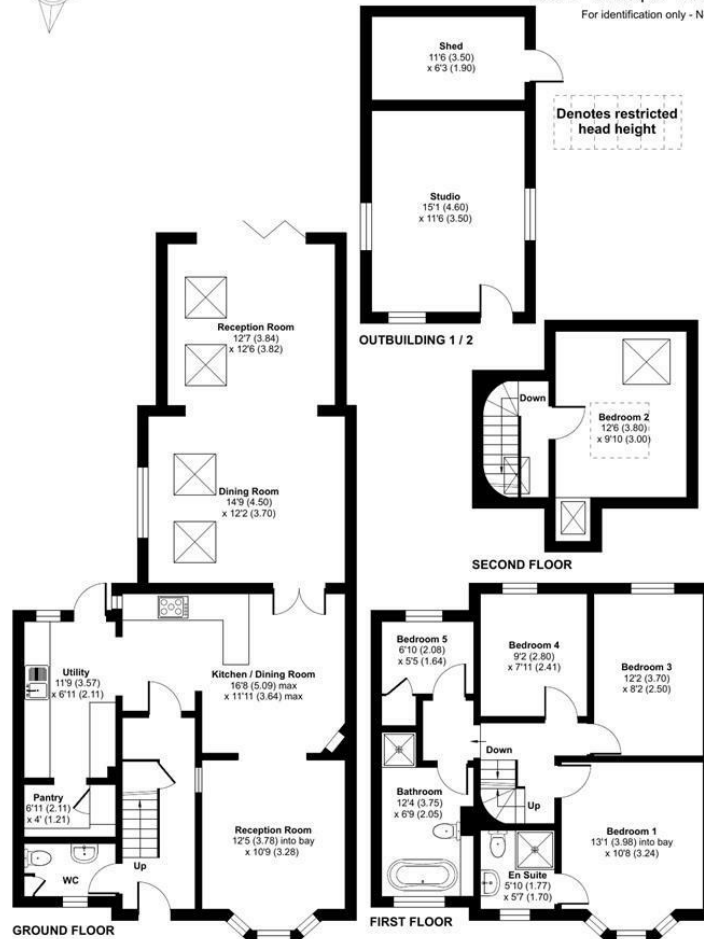 For identification only - N
Shed
11'6 (3.50)
x 6'3 (1.90)
Denotes restricted
head height
Studio
15'1 (4.60)
x 11'6 (3.50)
OUTBUILDING 1 / 2
Reception Room
12'7 (3.84)
x 12'6 (3.82)
Down
Bedroom 2
12'6 (3.80)
x 9'10 (3.00)
Dining Room
14'9 (4.50)
x 12'2 (3.70)
SECOND FLOOR
Utility
11'9 (3.57)
x 6'11 (2.11)
Kitchen / Dining Room
16'8 (5.09) max
x 11'11 (3.64) max
Pantry
6'11 (2.11)
x 4' (1.21)
Reception Room
12'5 (3.78) into bay
x 10'9 (3.28)
WC
Up
GROUND FLOOR
Bedroom 5
6'10 (2.08)
x 5'5 (1.64)
Bedroom 4
9'2 (2.80)
x 7'11 (2.41)
Bedroom 3
12'2 (3.70)
x 8'2 (2.50)
Down
Up
Bathroom
12'4 (3.75)
x 6'9 (2.05)
Bedroom 1
13'1 (3.98) into bay
x 10'8 (3.24)
En Suite
5'10 (1.77)
x 5'7 (1.70)
FIRST FLOOR